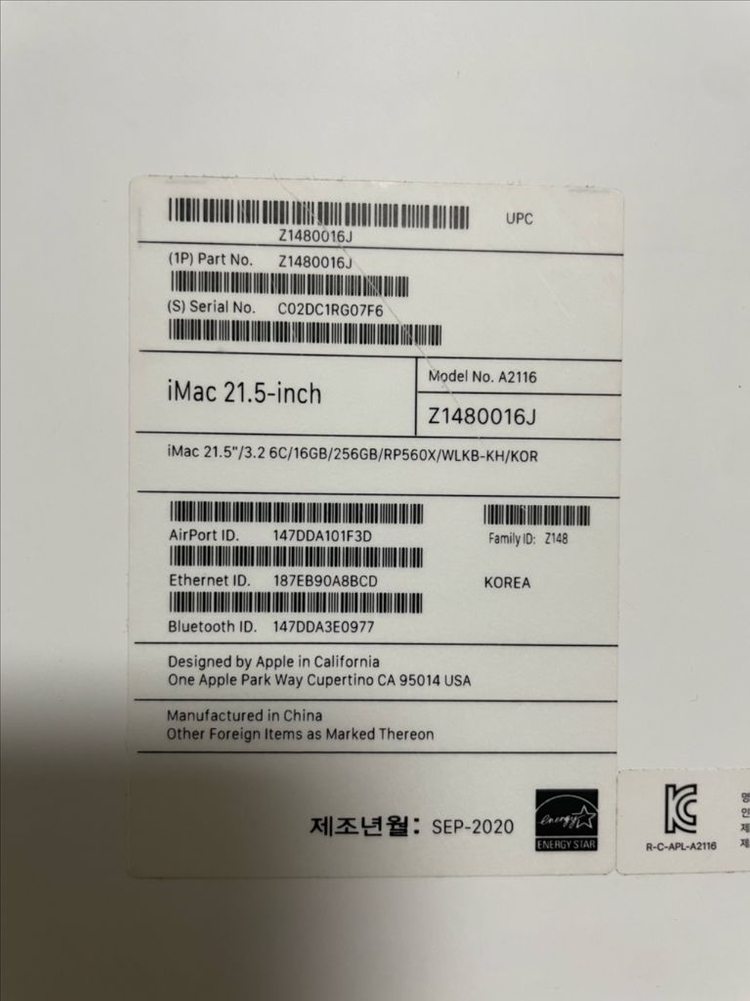 UPC
Z1480016J
(1P) Part No. Z1480016J
(S) Serial No. C02DC1RG07F6
iMac 21.5-inch
Model No. A2116
Z1480016J
iMac 21.5"/3.2 6C/16GB/256GB/RP560X/WLKB-KH/KOR
AirPort ID. 147DDA101F3D
Family ID: Z148
Ethernet ID. 187EB90A8BCD
KOREA
Bluetooth ID. 147DDA3E0977
Designed by Apple in California
One Apple Park Way Cupertino CA 95014 USA
Manufactured in China
Other Foreign Items as Marked Thereon
제조년월: SEP-2020
energy
ENERGY STAR
R-C-APL-A2116